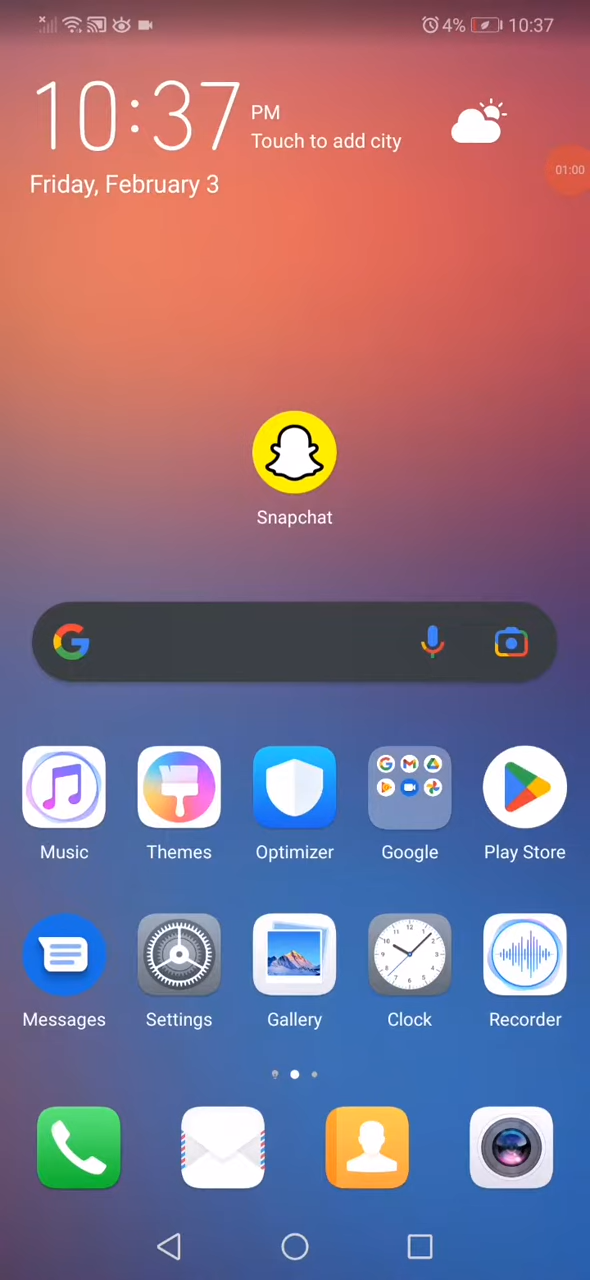 4% 10:37
10:37 PM
Touch to add city
Friday, February 3
01:00
Snapchat
Music Themes Optimizer Google Play Store
Messages Settings Gallery Clock Recorder